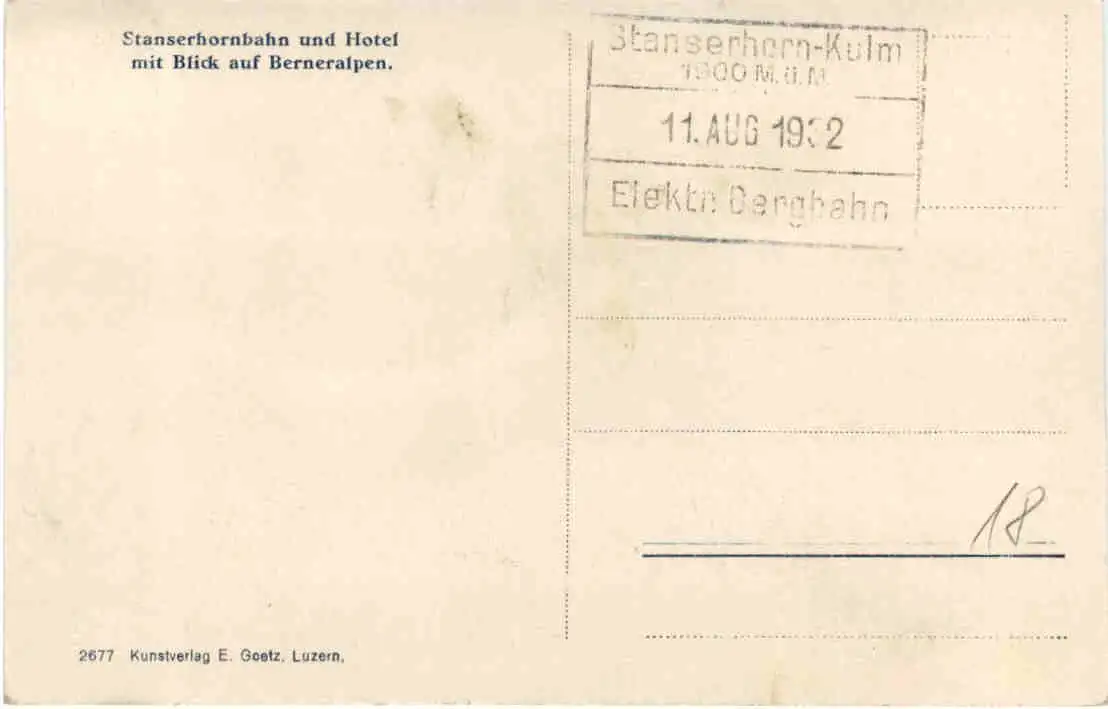 Stanserhornbahn und Hotel
mit Blick auf Berneralpen.
Stanserhorn-Kulm
1900 M.ü.M.
11. AUG 1932
Elektr. Bergbahn
18
2677 Kunstverlag E. Goetz, Luzern.